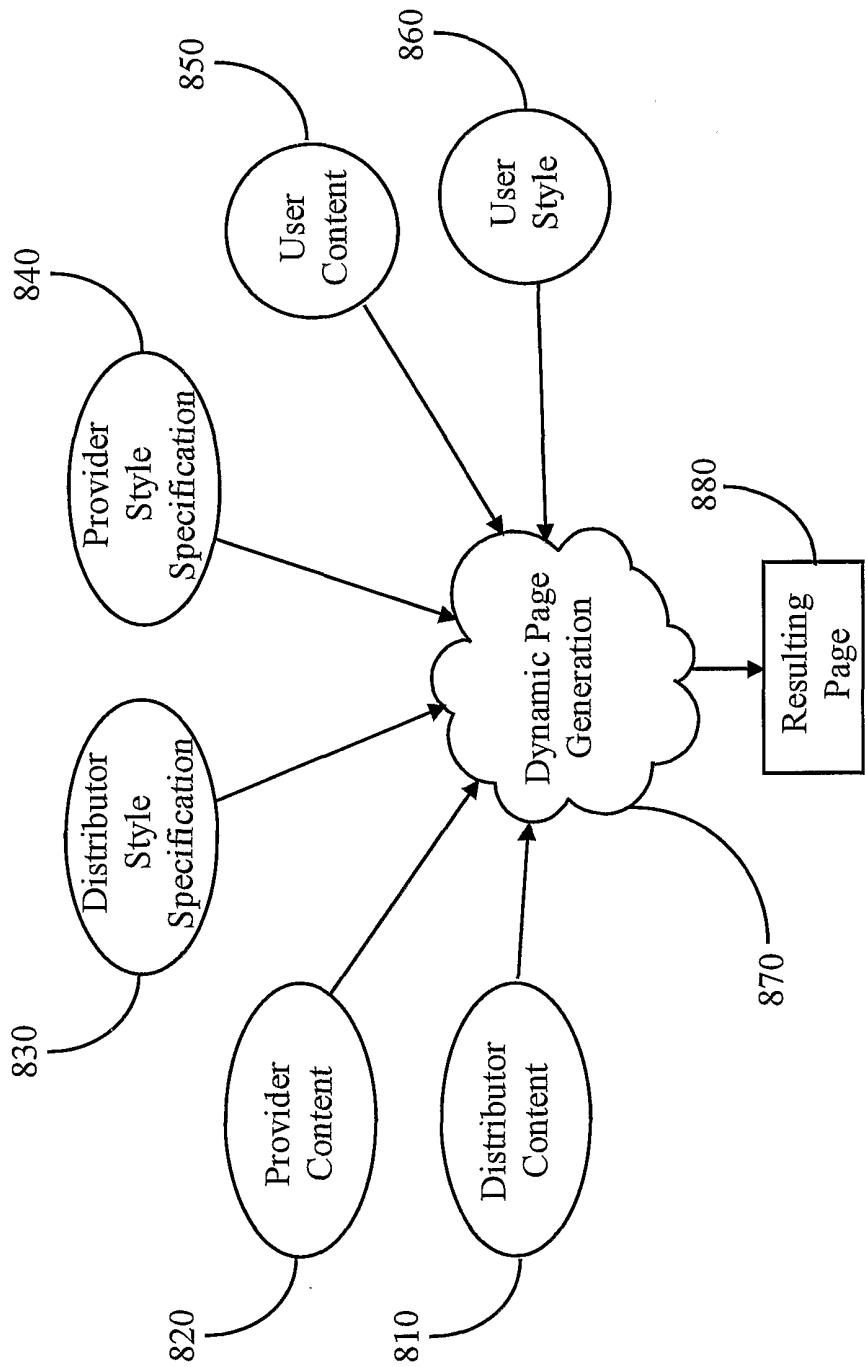 830
Distributor
Style
Specification
840
Provider
Style
Specification
820
Provider
Content
850
User
Content
810
Distributor
Content
860
User
Style
Dynamic Page
Generation
870
880
Resulting
Page